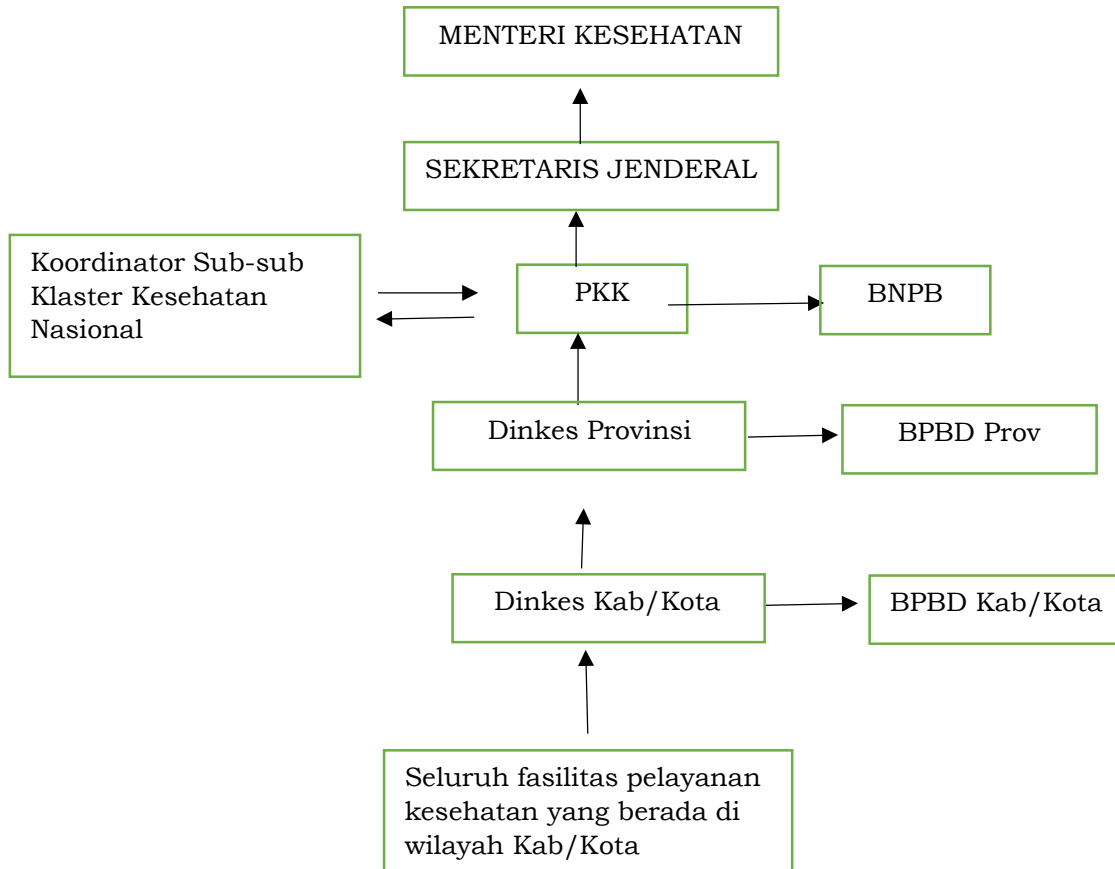 MENTERI KESEHATAN
SEKRETARIS JENDERAL
Koordinator Sub-sub
Klaster Kesehatan
Nasional
PKK
BNPB
Dinkes Provinsi
BPBD Prov
Dinkes Kab/Kota
BPBD Kab/Kota
Seluruh fasilitas pelayanan
kesehatan yang berada di
wilayah Kab/Kota